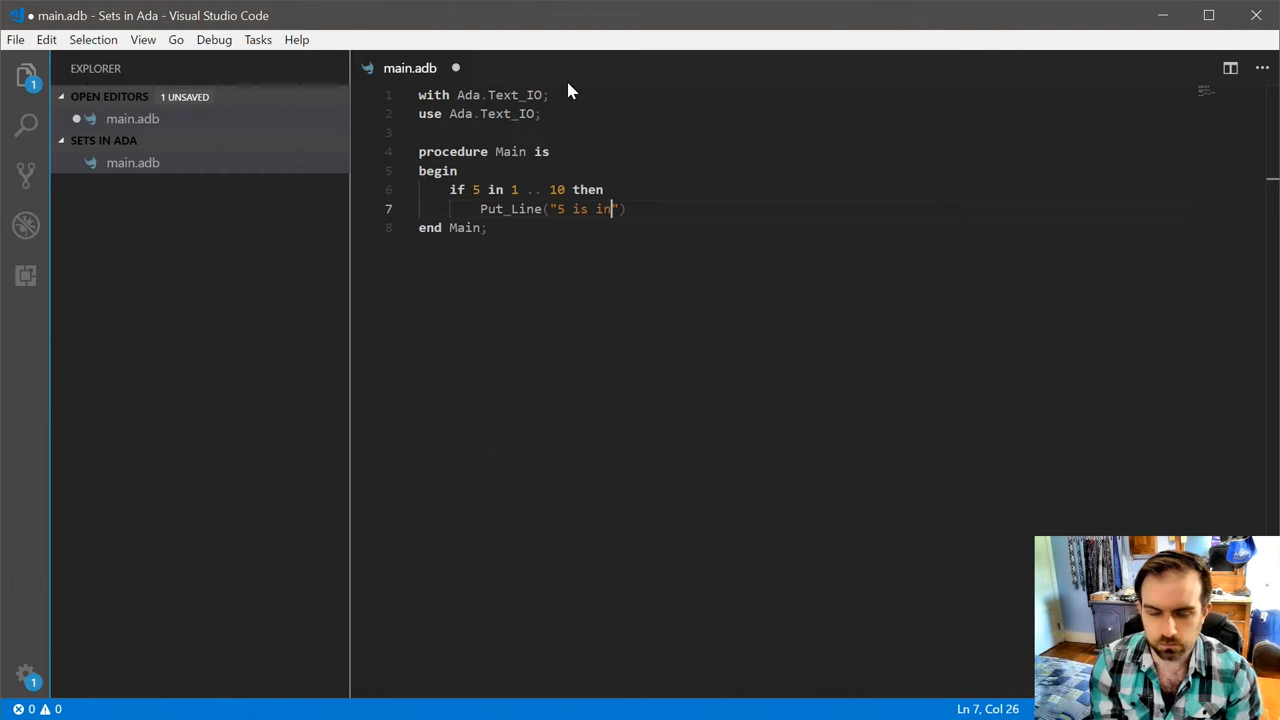 ● main.adb - Sets in Ada - Visual Studio Code
File Edit Selection View Go Debug Tasks Help
EXPLORER
OPEN EDITORS 1 UNSAVED
main.adb
SETS IN ADA
main.adb
1
1
main.adb
1 with Ada.Text_IO;
2 use Ada.Text_IO;
3
4 procedure Main is
5 begin
6 if 5 in 1 .. 10 then
7 Put_Line("5 is in")
8 end Main;
0 0
Ln 7, Col 26